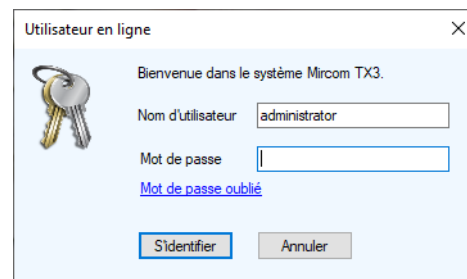 Utilisateur en ligne
Bienvenue dans le système Mircom TX3.
Nom d'utilisateur administrator
Mot de passe
Mot de passe oublié
S'identifier Annuler